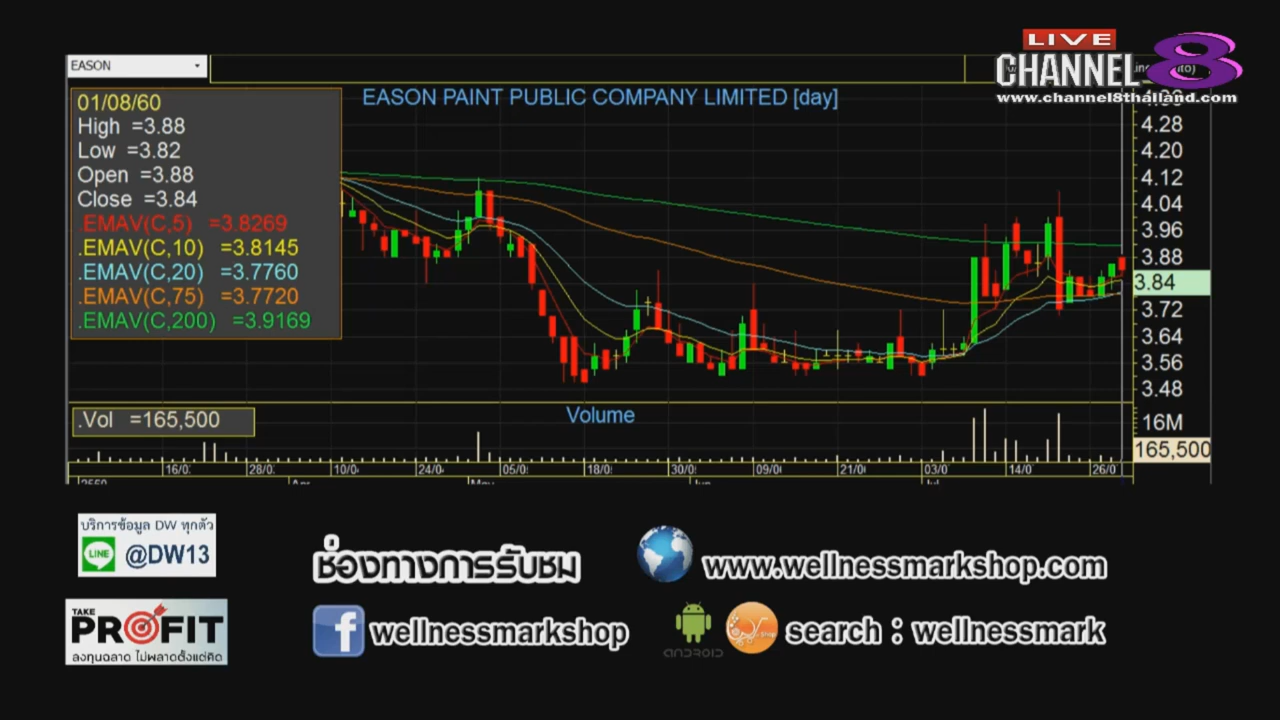 LIVE
CHANNEL 8
www.channel8thailand.com
EASON
EASON PAINT PUBLIC COMPANY LIMITED [day]
01/08/60
High =3.88
Low =3.82
Open =3.88
Close =3.84
.EMAV(C,5) =3.8269
.EMAV(C,10) =3.8145
.EMAV(C,20) =3.7760
.EMAV(C,75) =3.7720
.EMAV(C,200) =3.9169
4.28
4.20
4.12
4.04
3.96
3.88
3.84
3.72
3.64
3.56
3.48
.Vol =165,500
Volume
16M
165,500
16/0 28/0 10/0 24/0 05/0 18/0 30/0 09/0 21/0 03/0 14/0 26/0
2560 Apr May Jun Jul
บริการข้อมูล DW ทุกตัว
LINE @DW13
TAKE
PROFIT
ลงทุนฉลาด ไม่พลาดตั้งแต่คิด
ช่องทางการรับชม
www.wellnessmarkshop.com
f wellnessmarkshop
ANDROID
search : wellnessmark